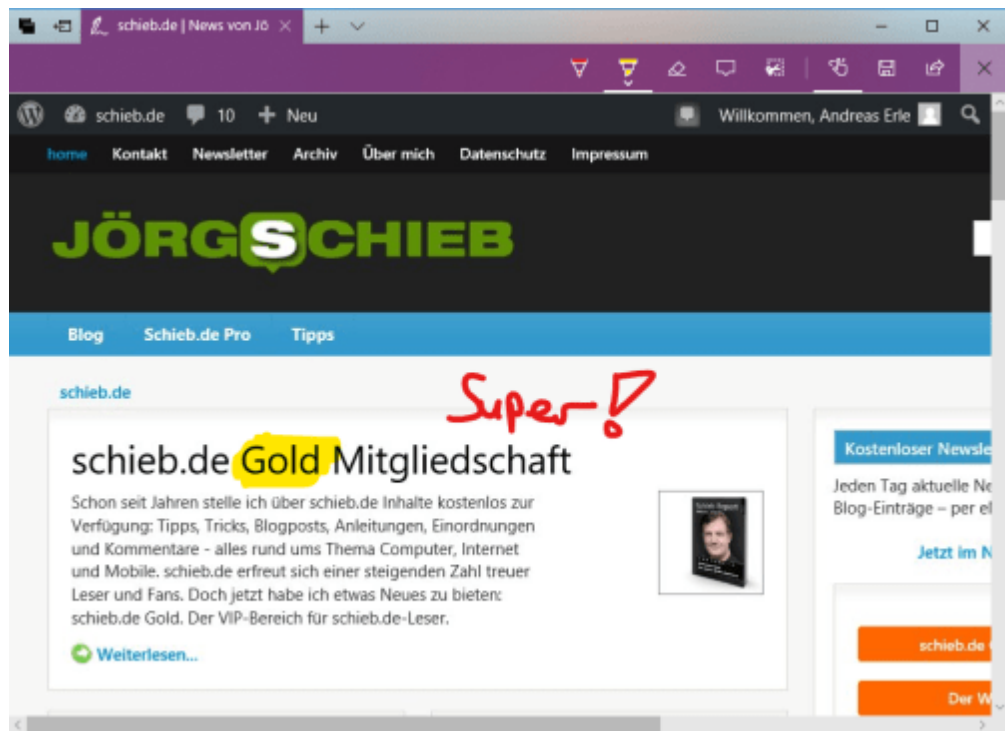 schieb.de | News von Jö
schieb.de 10 Neu Willkommen, Andreas Erle
home Kontakt Newsletter Archiv Über mich Datenschutz Impressum
JÖRGSCHIEB
Blog Schieb.de Pro Tipps
schieb.de
Super!
schieb.de Gold Mitgliedschaft
Schon seit Jahren stelle ich über schieb.de Inhalte kostenlos zur
Verfügung: Tipps, Tricks, Blogposts, Anleitungen, Einordnungen
und Kommentare - alles rund ums Thema Computer, Internet
und Mobile. schieb.de erfreut sich einer steigenden Zahl treuer
Leser und Fans. Doch jetzt habe ich etwas Neues zu bieten:
schieb.de Gold. Der VIP-Bereich für schieb.de-Leser.
Weiterlesen...
Kostenloser Newsle
Jeden Tag aktuelle Ne
Blog-Einträge – per el
Jetzt im N
schieb.de
Der W